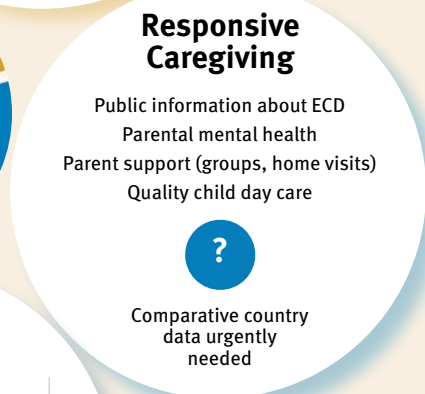 Responsive
Caregiving
Public information about ECD
Parental mental health
Parent support (groups, home visits)
Quality child day care
?
Comparative country
data urgently
needed